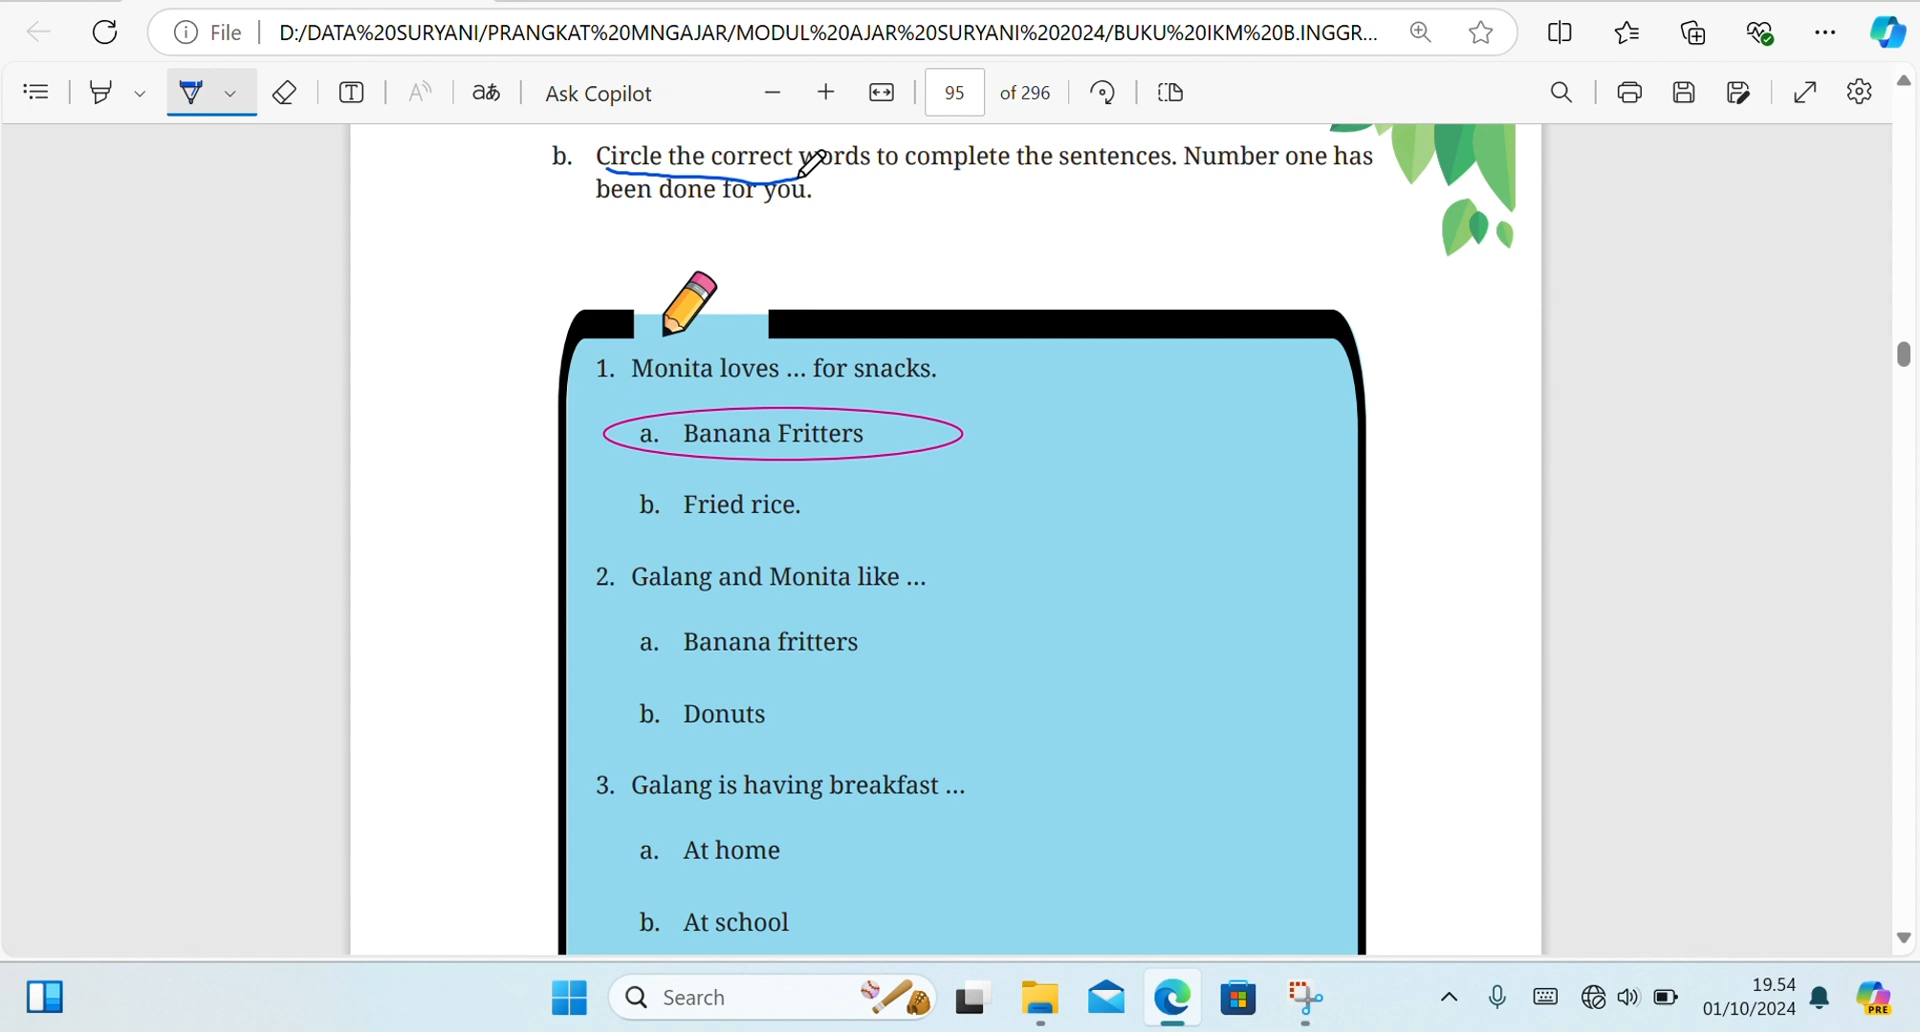 File
D:/DATA%20SURYANI/PRANGKAT%20MNGAJAR/MODUL%20AJAR%20SURYANI%202024/BUKU%20IKM%20B.INGGR...
T
A
aあ
Ask Copilot
95
of 296
b. Circle the correct words to complete the sentences. Number one has
been done for you.
1. Monita loves ... for snacks.
a. Banana Fritters
b. Fried rice.
2. Galang and Monita like ...
a. Banana fritters
b. Donuts
3. Galang is having breakfast ...
a. At home
b. At school
Search
19.54
01/10/2024
PRE